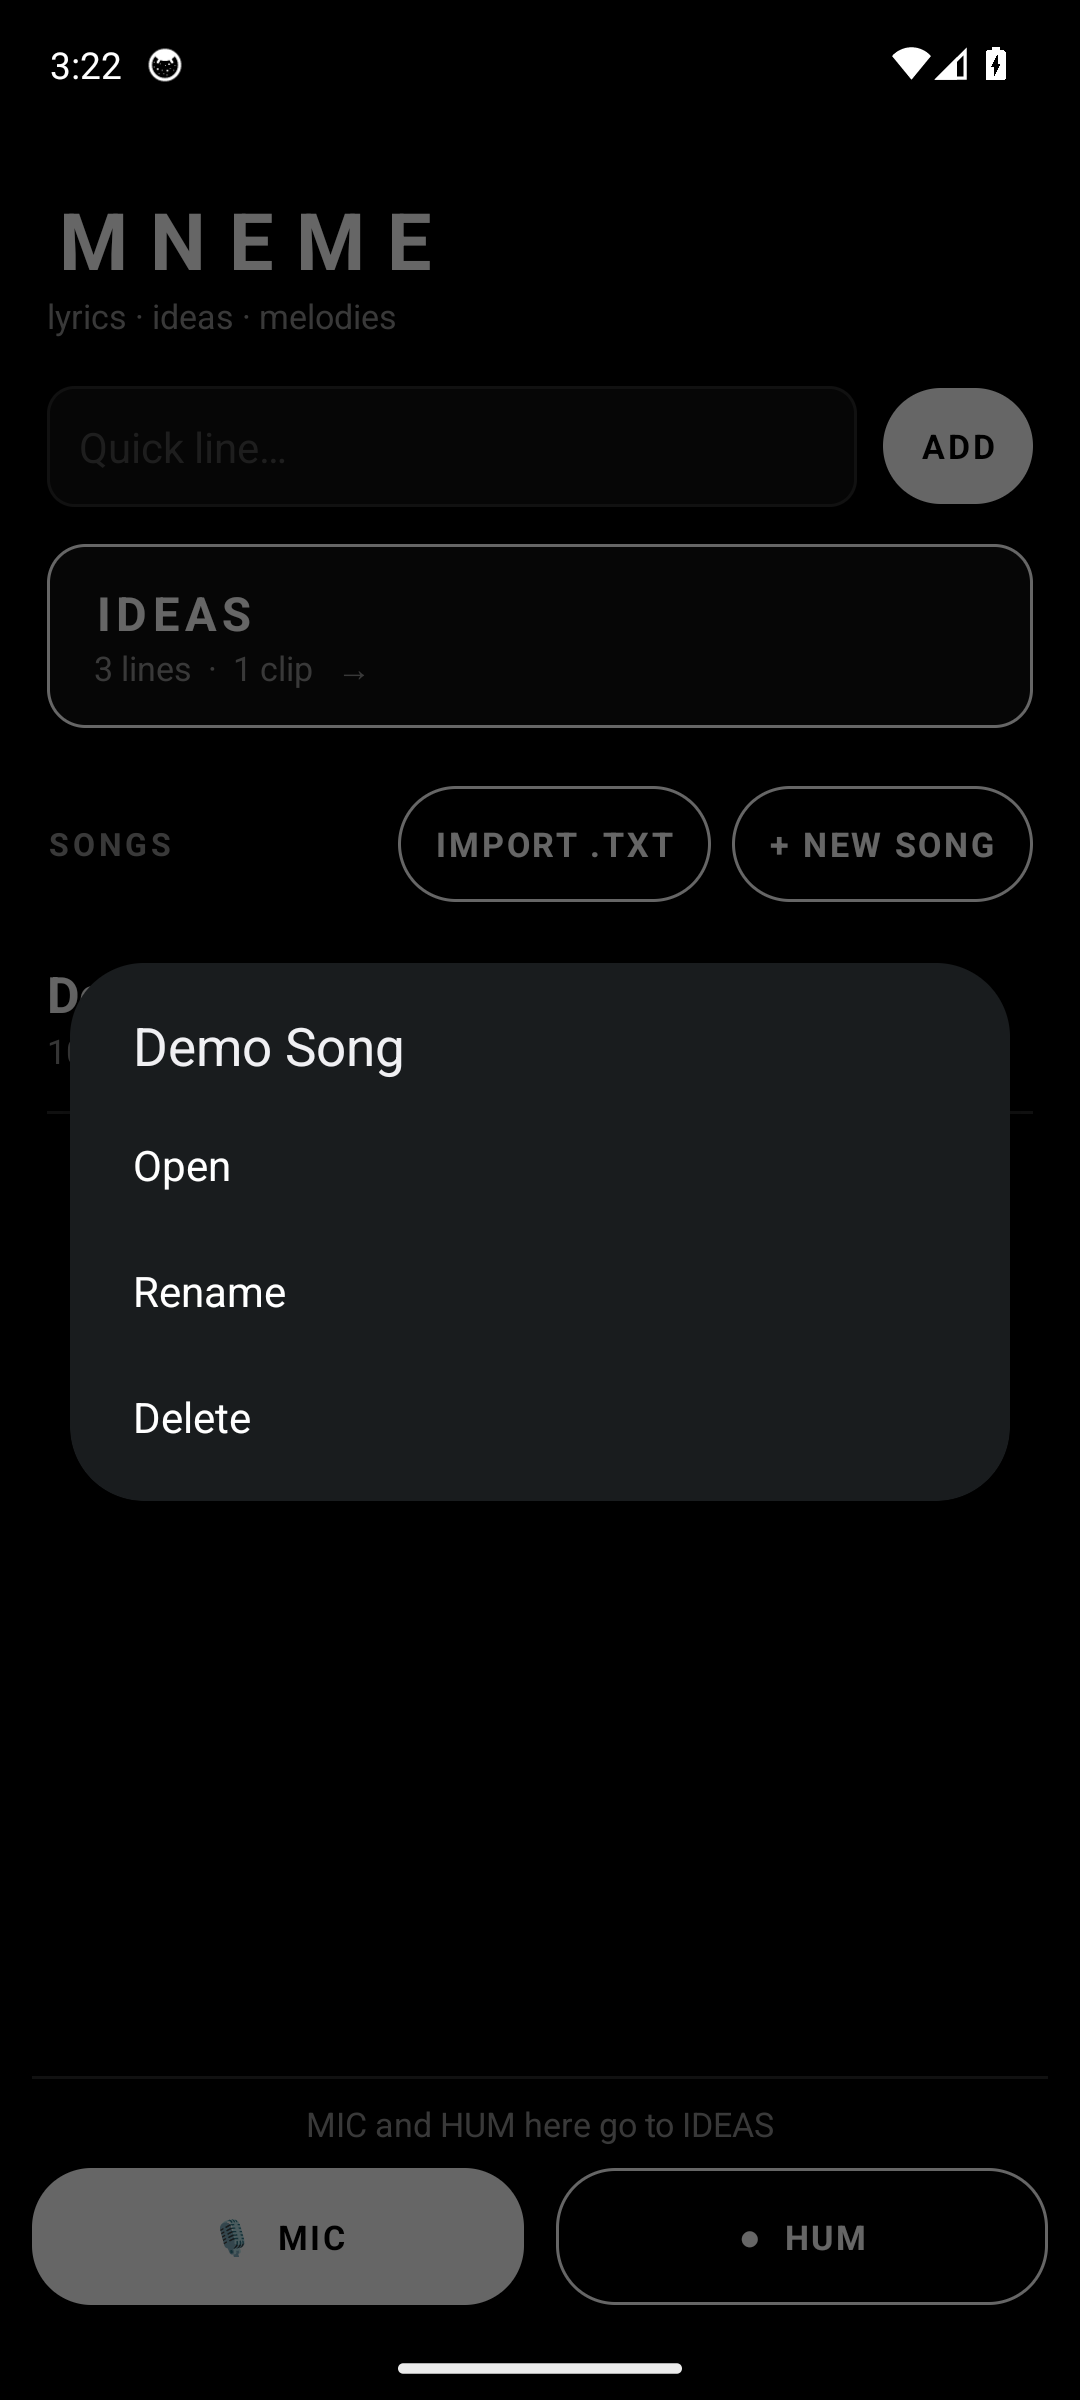 3:22
MNEME
lyrics · ideas · melodies
Quick line...
ADD
IDEAS
3 lines · 1 clip →
SONGS
IMPORT .TXT
+ NEW SONG
Demo Song
Open
Rename
Delete
MIC and HUM here go to IDEAS
MIC
HUM